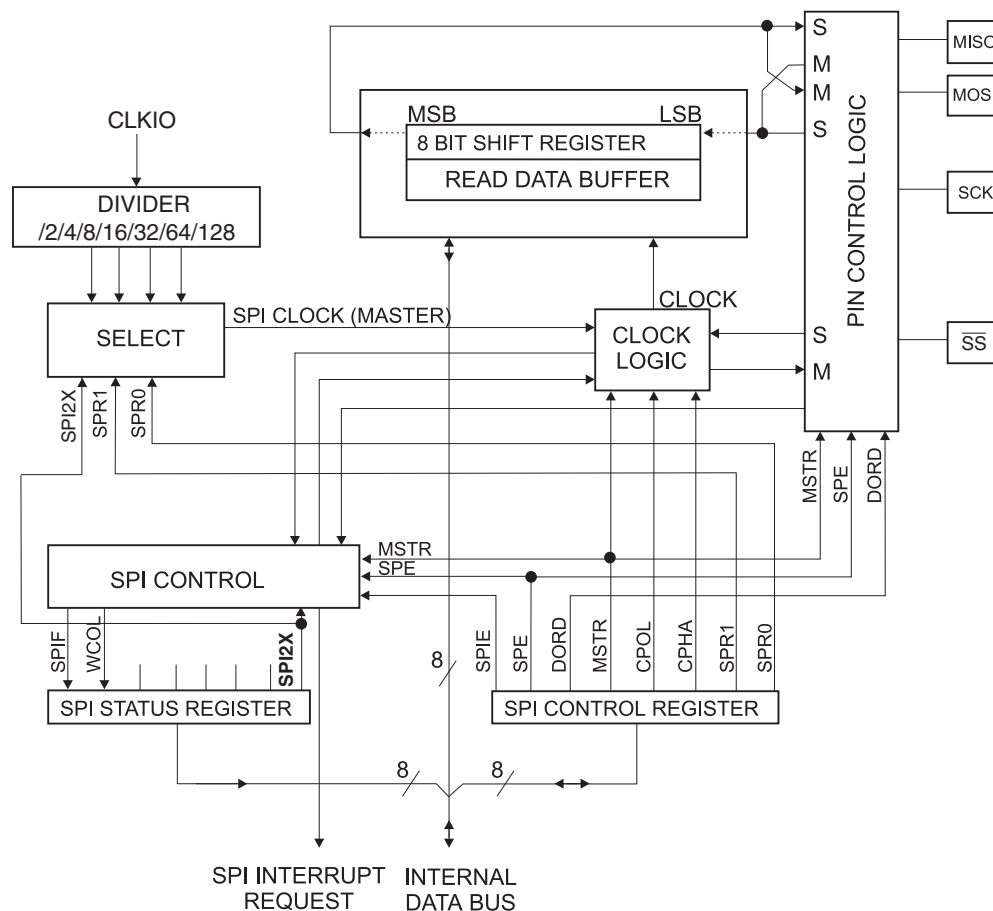 S
MISO
M
M
MOSI
MSB
LSB
S
8 BIT SHIFT REGISTER
READ DATA BUFFER
CLKIO
DIVIDER
/2/4/8/16/32/64/128
PIN CONTROL LOGIC
SCK
SPI CLOCK (MASTER)
CLOCK
SELECT
CLOCK
LOGIC
S
SS
M
SPI2X
SPR1
SPR0
MSTR
SPE
DORD
MSTR
SPE
SPI CONTROL
SPIF
WCOL
SPI2X
SPIE
SPE
DORD
MSTR
CPOL
CPHA
SPR1
SPR0
8
SPI STATUS REGISTER
SPI CONTROL REGISTER
8
8
SPI INTERRUPT
REQUEST
INTERNAL
DATA BUS